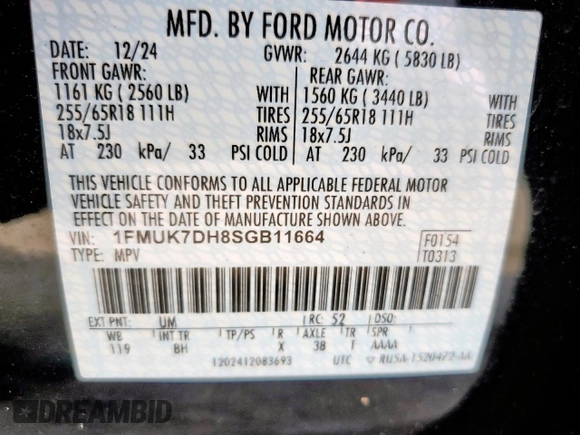 MFD. BY FORD MOTOR CO.
DATE: 12/24 GVWR: 2644 KG ( 5830 LB)
FRONT GAWR: REAR GAWR:
1161 KG ( 2560 LB) WITH 1560 KG ( 3440 LB) WITH
255/65R18 111H TIRES 255/65R18 111H TIRES
18x7.5J RIMS 18x7.5J RIMS
AT 230 kPa/ 33 PSI COLD AT 230 kPa/ 33 PSI COLD
THIS VEHICLE CONFORMS TO ALL APPLICABLE FEDERAL MOTOR
VEHICLE SAFETY AND THEFT PREVENTION STANDARDS IN
EFFECT ON THE DATE OF MANUFACTURE SHOWN ABOVE.
VIN: 1FMUK7DH8SGB11664 F0154
TYPE: MPV T0313
EXT PNT: UM RC: 52 DSO:
WB INT TR TP/PS R AXLE TR SPR
119 BH X 3B T AAAA
1202412083693 UTC RU5A-1520472-AA
DREAMBID